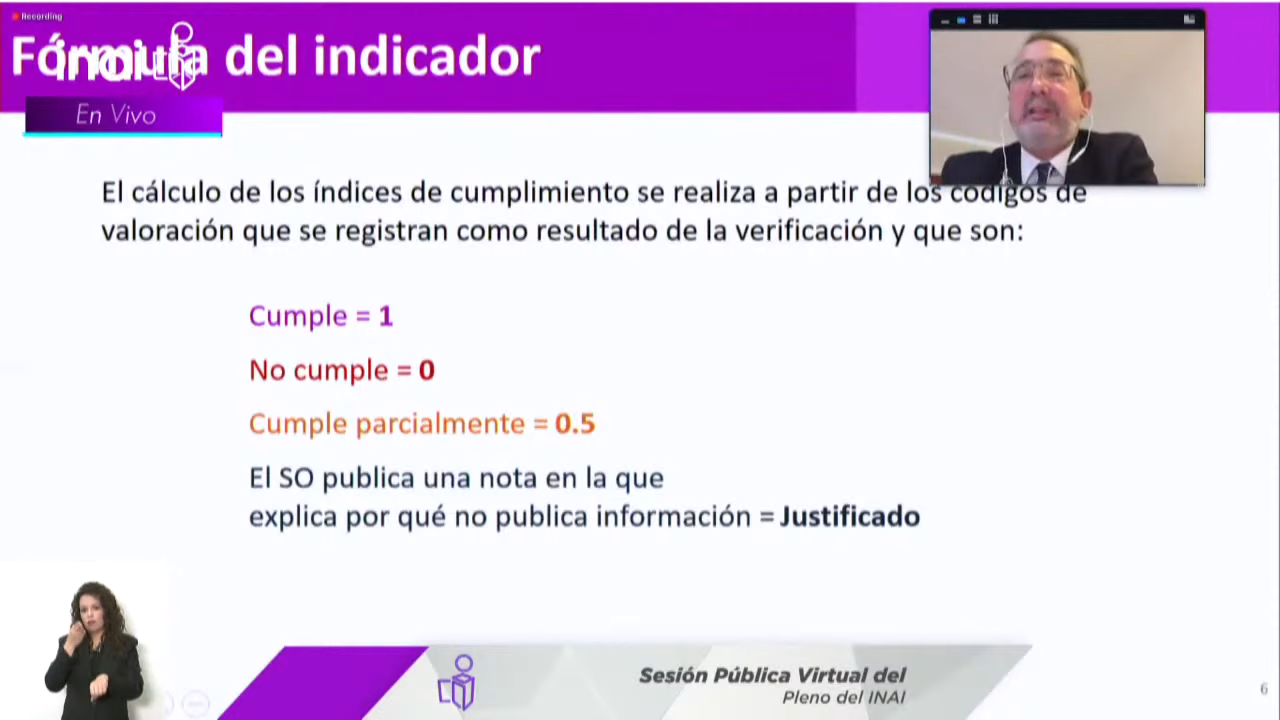 Recording
Fórmula del indicador
inai
En Vivo
El cálculo de los índices de cumplimiento se realiza a partir de los códigos de
valoración que se registran como resultado de la verificación y que son:
Cumple = 1
No cumple = 0
Cumple parcialmente = 0.5
El SO publica una nota en la que
explica por qué no publica información = Justificado
Sesión Pública Virtual del
Pleno del INAI
6